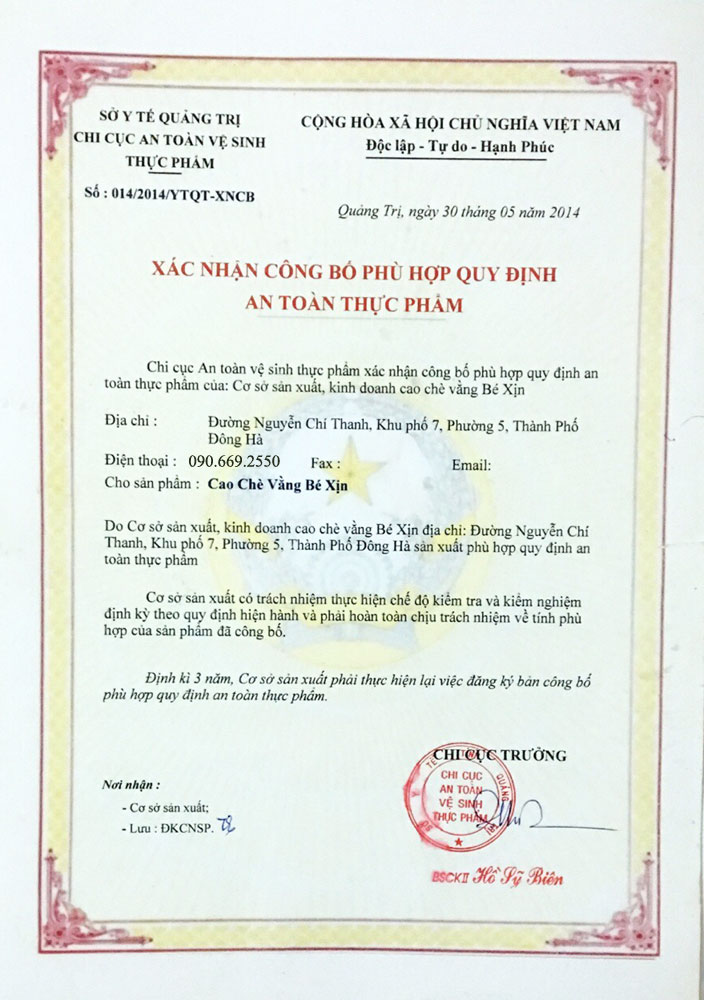 SỞ Y TẾ QUẢNG TRỊ
CHI CỤC AN TOÀN VỆ SINH
THỰC PHẨM
Số : 014/2014/YTQT-XNCB
CỘNG HÒA XÃ HỘI CHỦ NGHĨA VIỆT NAM
Độc lập - Tự do - Hạnh Phúc
Quảng Trị, ngày 30 tháng 05 năm 2014
XÁC NHẬN CÔNG BỐ PHÙ HỢP QUY ĐỊNH
AN TOÀN THỰC PHẨM
Chi cục An toàn vệ sinh thực phẩm xác nhận công bố phù hợp quy định an
toàn thực phẩm của: Cơ sở sản xuất, kinh doanh cao chè vằng Bé Xịn
Địa chỉ : Đường Nguyễn Chí Thanh, Khu phố 7, Phường 5, Thành Phố
Đông Hà
Điện thoại : 090.669.2550 Fax : Email:
Cho sản phẩm : Cao Chè Vằng Bé Xịn
Do Cơ sở sản xuất, kinh doanh cao chè vằng Bé Xịn địa chỉ: Đường Nguyễn Chí
Thanh, Khu phố 7, Phường 5, Thành Phố Đông Hà sản xuất phù hợp quy định an
toàn thực phẩm
Cơ sở sản xuất có trách nhiệm thực hiện chế độ kiểm tra và kiểm nghiệm
định kỳ theo quy định hiện hành và phải hoàn toàn chịu trách nhiệm về tính phù
hợp của sản phẩm đã công bố.
Định kì 3 năm, Cơ sở sản xuất phải thực hiện lại việc đăng ký bản công bố
phù hợp quy định an toàn thực phẩm.
CHI CỤC TRƯỞNG
Nơi nhận :
- Cơ sở sản xuất;
- Lưu : ĐKCNSP.
SỞ Y TẾ QUẢNG TRỊ
CHI CỤC
AN TOÀN
VỆ SINH
THỰC PHẨM
BSCKII Hồ Sỹ Biên